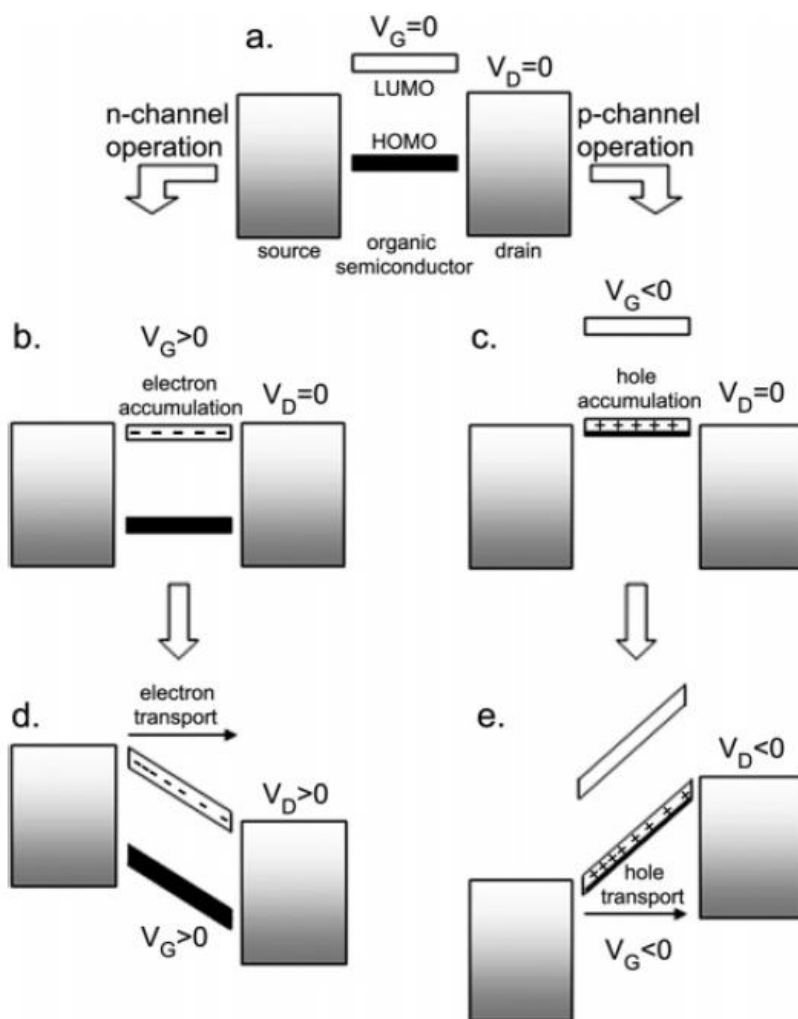 a.
V_G=0
LUMO
V_D=0
n-channel
operation
HOMO
p-channel
operation
source
organic
semiconductor
drain
b.
V_G>0
electron
accumulation
V_D=0
- - - - - -
c.
V_G<0
hole
accumulation
V_D=0
+ + + + +
d.
electron
transport
V_D>0
V_G>0
e.
V_D<0
hole
transport
V_G<0